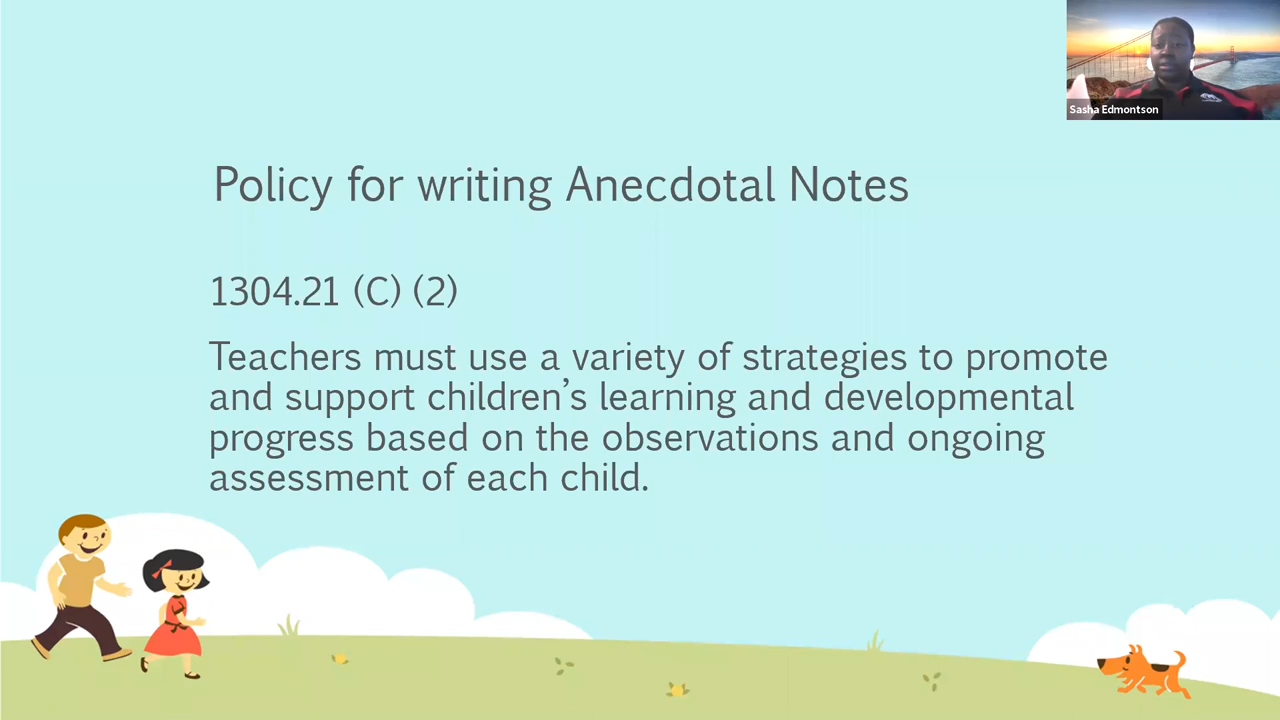 Sasha Edmontson
Policy for writing Anecdotal Notes
1304.21 (C) (2)
Teachers must use a variety of strategies to promote
and support children’s learning and developmental
progress based on the observations and ongoing
assessment of each child.